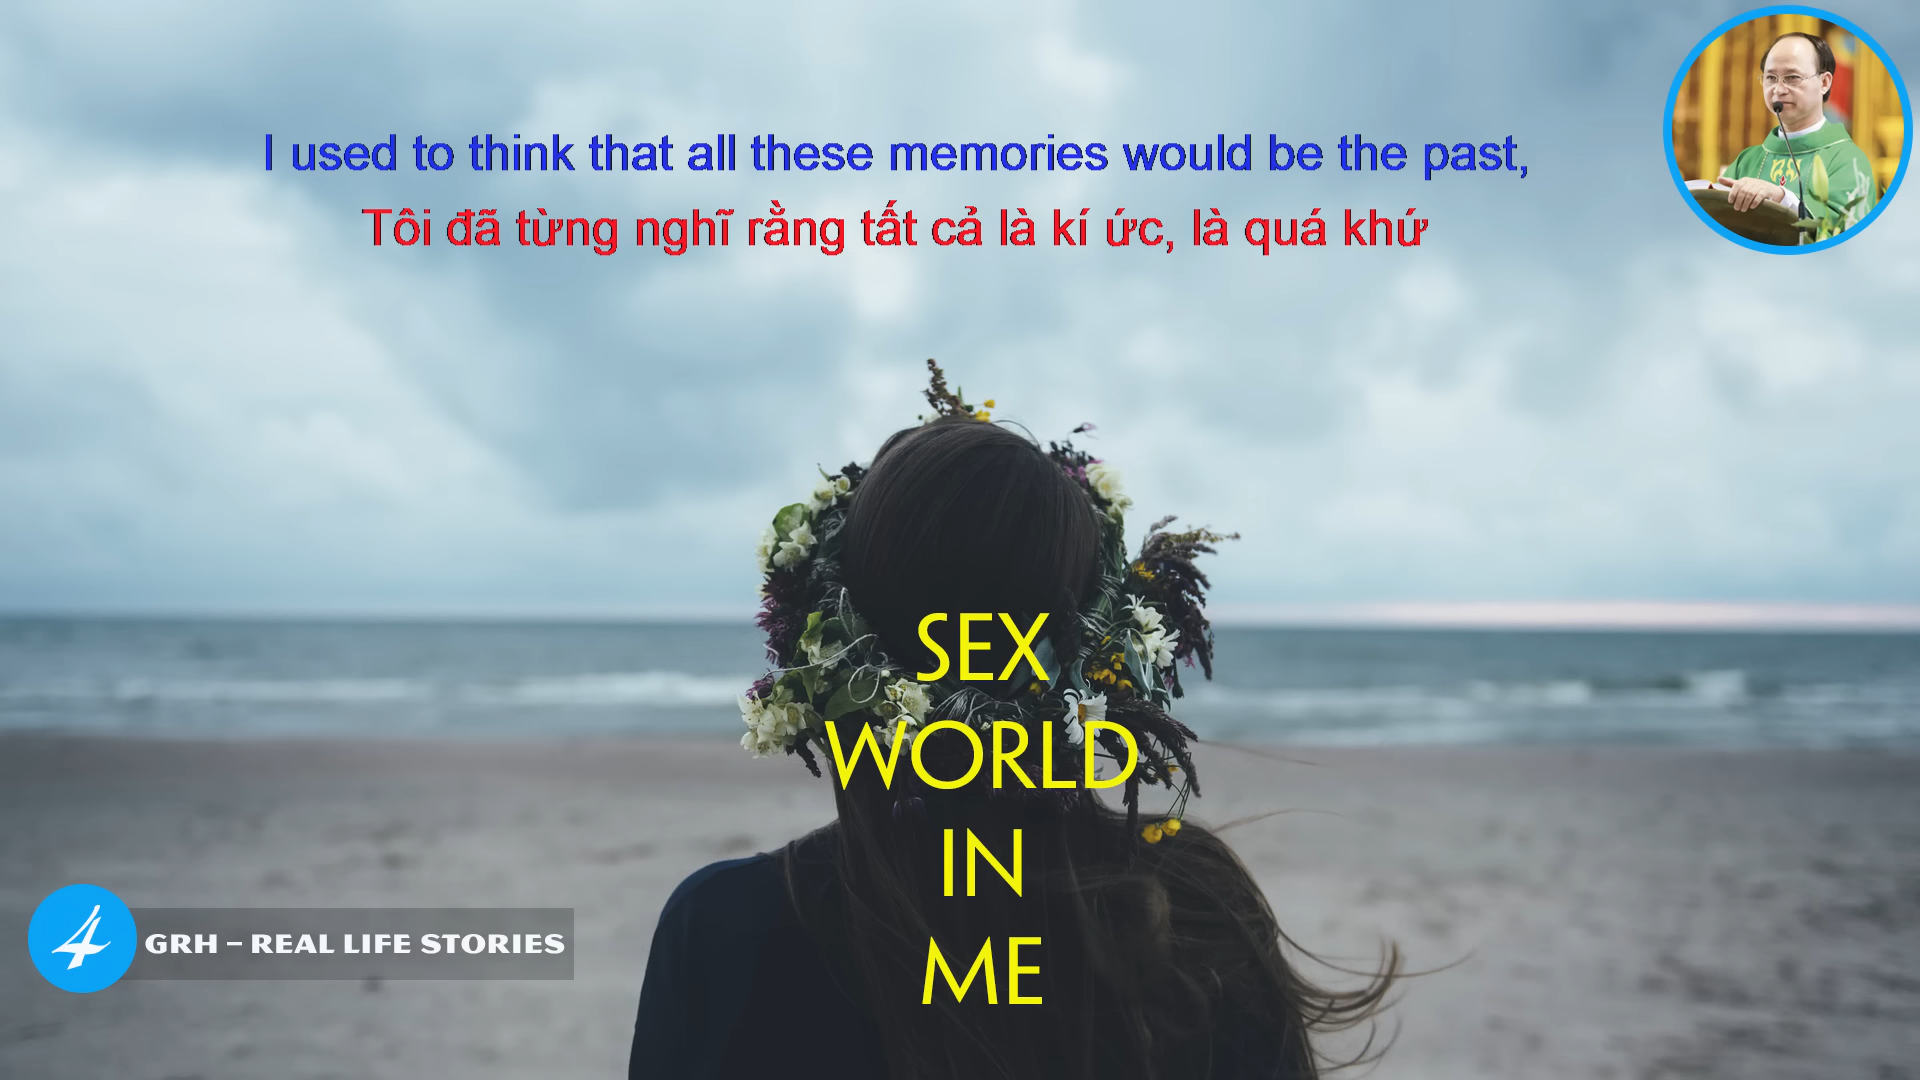 I used to think that all these memories would be the past,
Tôi đã từng nghĩ rằng tất cả là kí ức, là quá khứ
SEX
WORLD
IN
ME
4 GRH – REAL LIFE STORIES